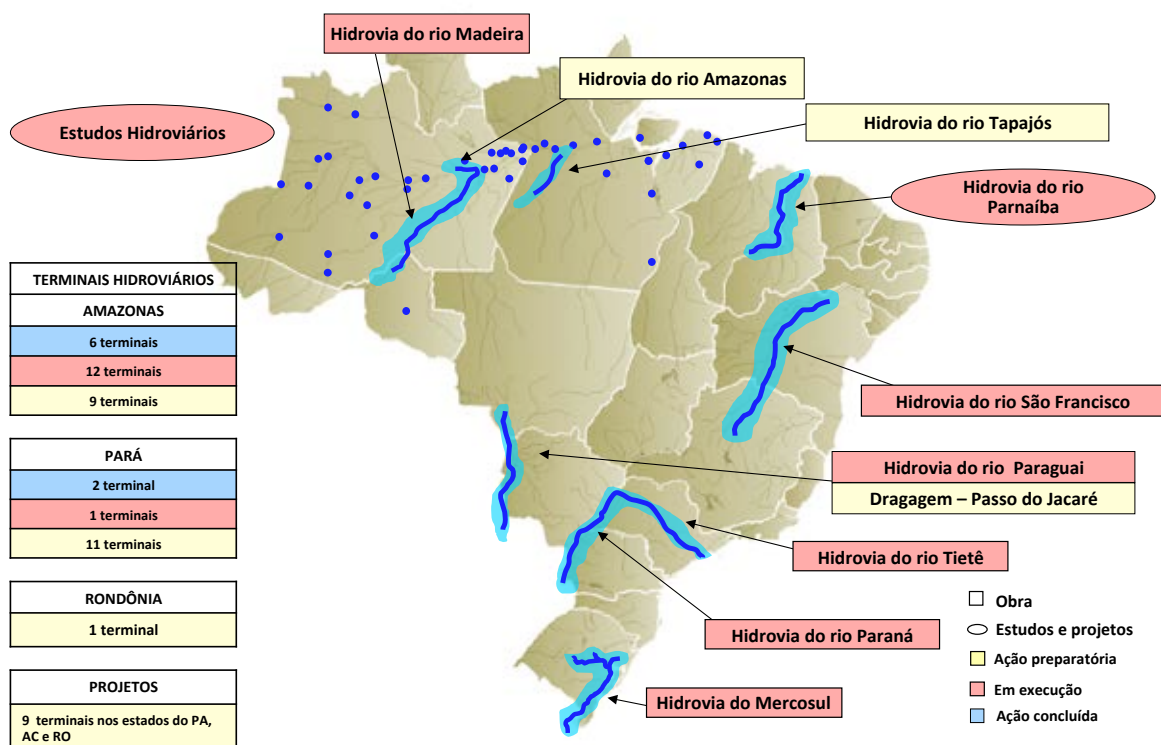 Hidrovia do rio Madeira
Hidrovia do rio Amazonas
Estudos Hidroviários
Hidrovia do rio Tapajós
Hidrovia do rio
Parnaíba
TERMINAIS HIDROVIÁRIOS
AMAZONAS
6 terminais
12 terminais
9 terminais
Hidrovia do rio São Francisco
PARÁ
2 terminal
1 terminais
11 terminais
Hidrovia do rio Paraguai
Dragagem – Passo do Jacaré
Hidrovia do rio Tietê
RONDÔNIA
1 terminal
Hidrovia do rio Paraná
PROJETOS
9 terminais nos estados do PA,
AC e RO
Hidrovia do Mercosul
Obra
Estudos e projetos
Ação preparatória
Em execução
Ação concluída